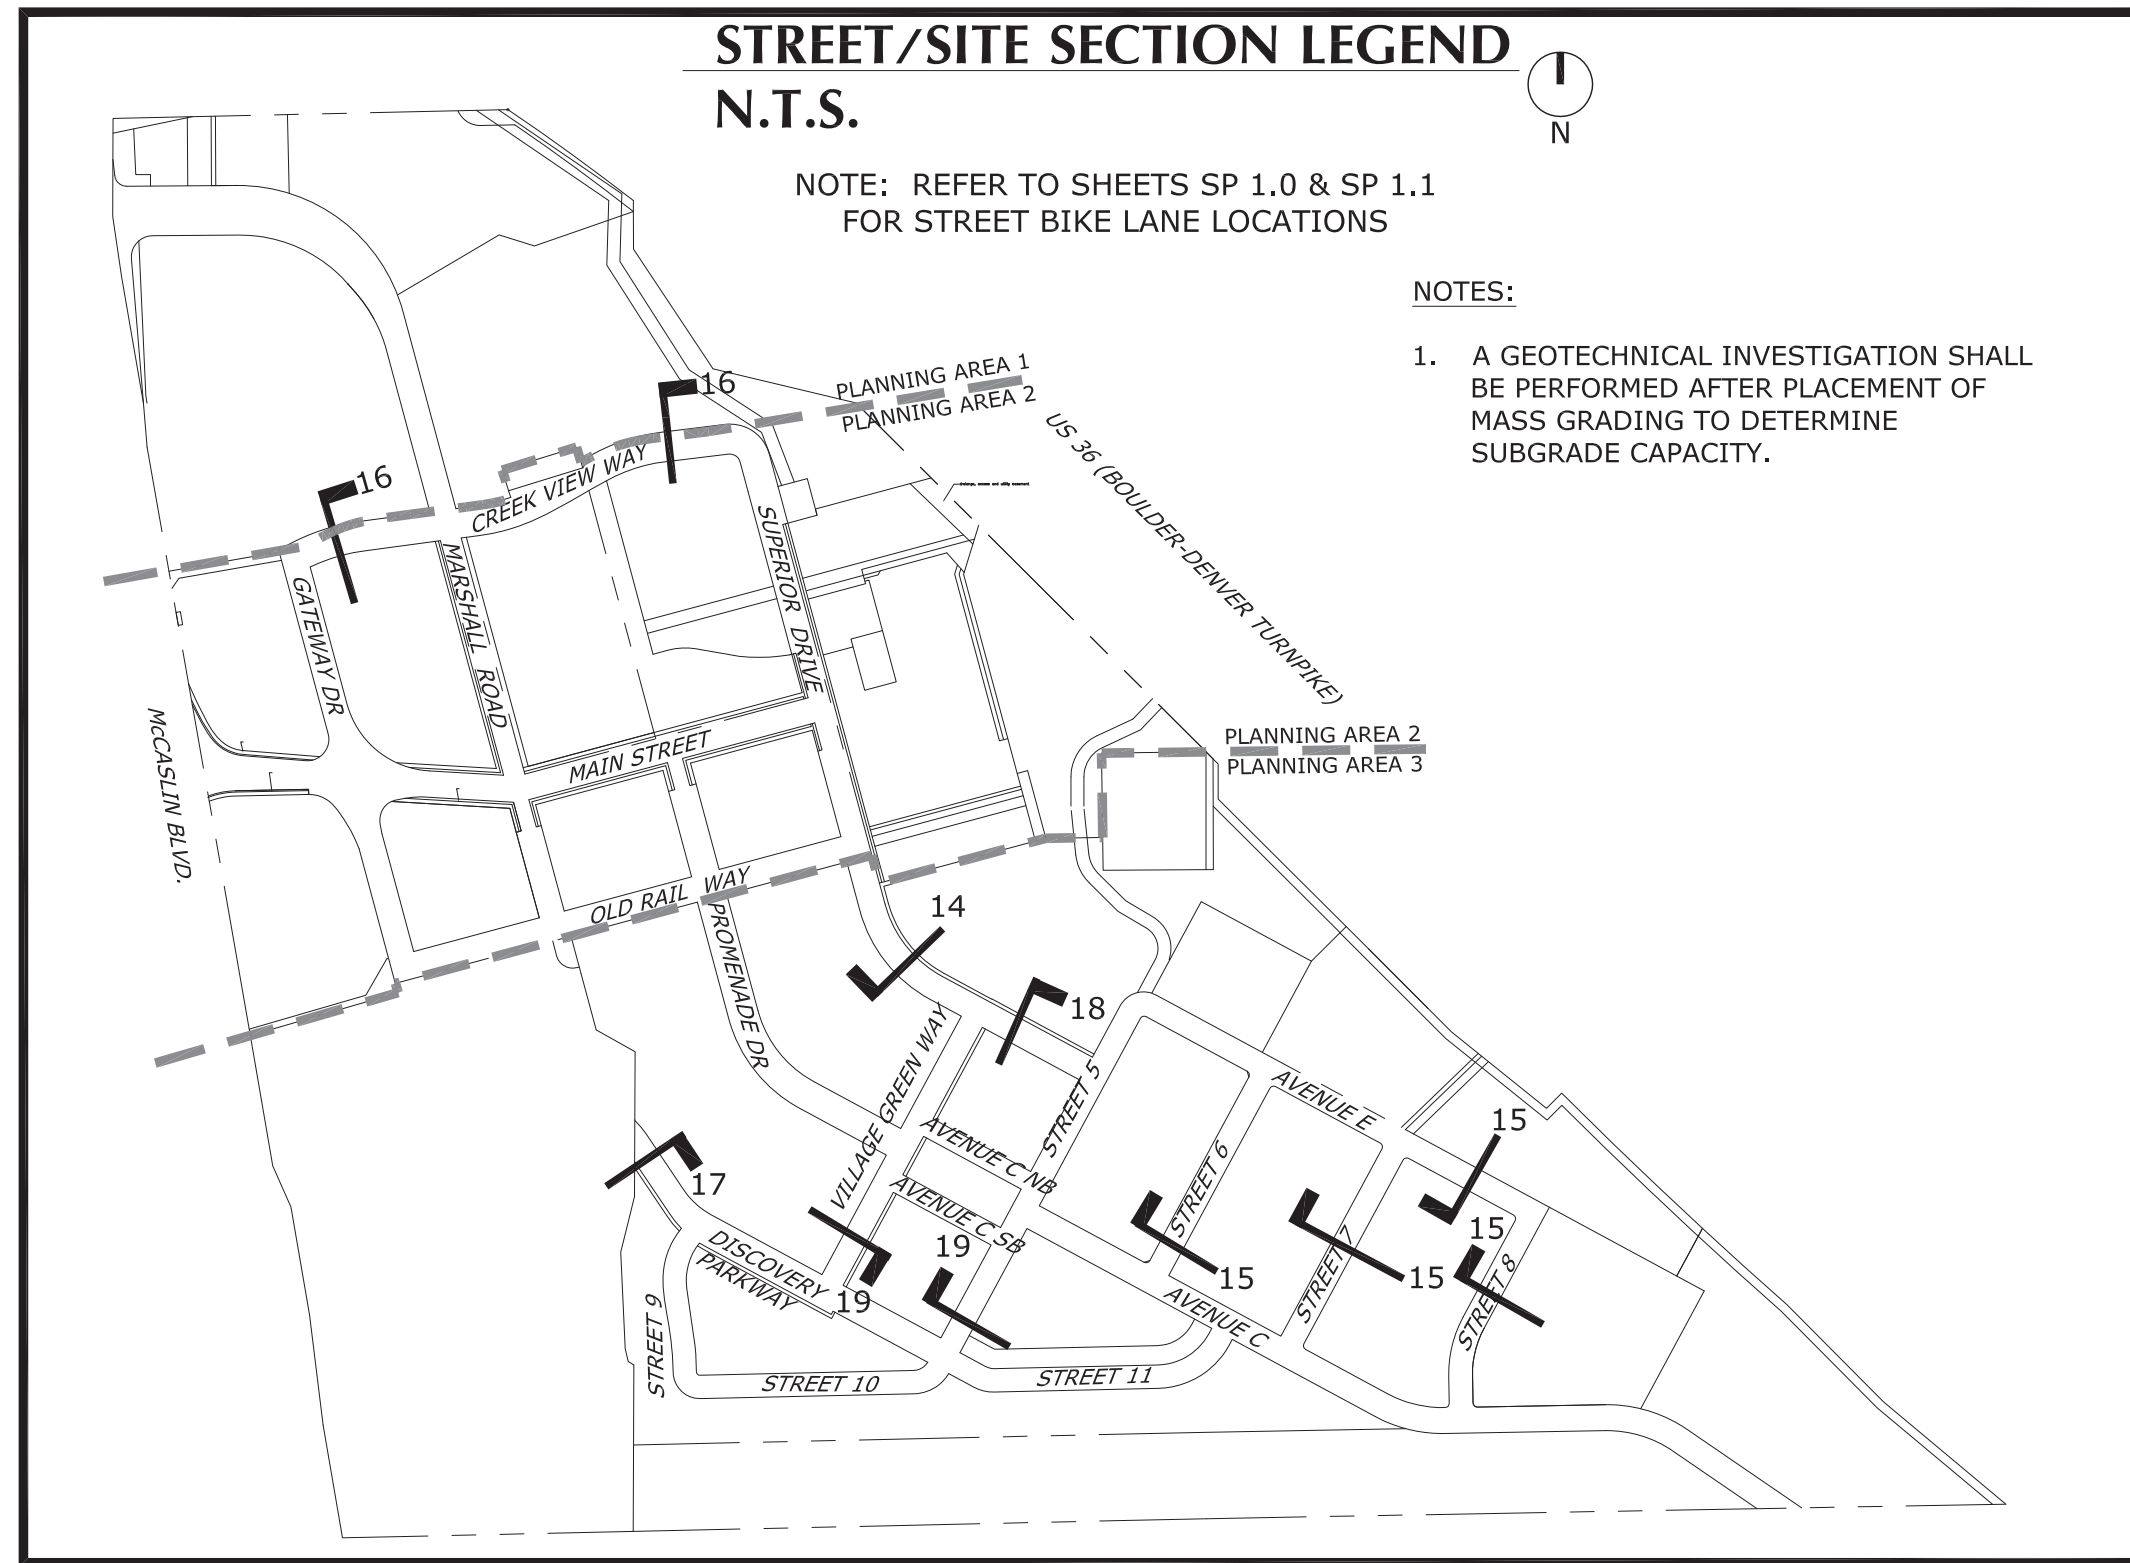 STREET/SITE SECTION LEGEND
N.T.S.
N
NOTE: REFER TO SHEETS SP 1.0 & SP 1.1
FOR STREET BIKE LANE LOCATIONS
NOTES:
1. A GEOTECHNICAL INVESTIGATION SHALL
BE PERFORMED AFTER PLACEMENT OF
MASS GRADING TO DETERMINE
SUBGRADE CAPACITY.
PLANNING AREA 1
PLANNING AREA 2
16
16
US 36 (BOULDER-DENVER TURNPIKE)
CREEK VIEW WAY
SUPERIOR DRIVE
MARSHALL ROAD
GATEWAY DR
McCASLIN BLVD.
MAIN STREET
PLANNING AREA 2
PLANNING AREA 3
OLD RAIL WAY
PROMENADE DR
14
18
VILLAGE GREEN WAY
STREET 5
AVENUE E
AVENUE C NB
STREET 6
15
17
AVENUE C SB
15
19
DISCOVERY
PARKWAY
19
15
15
STREET 7
STREET 8
AVENUE C
STREET 9
STREET 10
STREET 11